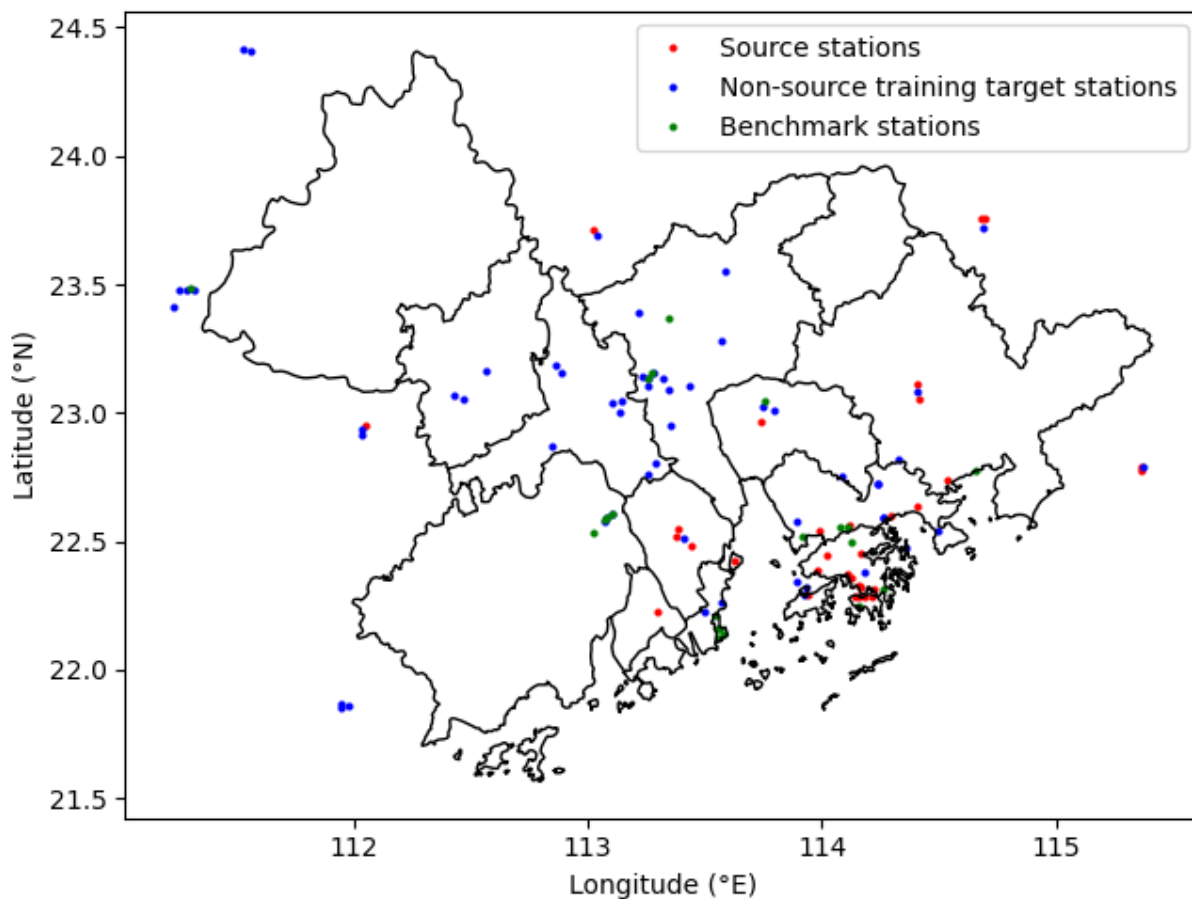 Source stations
Non-source training target stations
Benchmark stations
24.5
24.0
23.5
23.0
22.5
22.0
21.5
Latitude (°N)
112 113 114 115
Longitude (°E)